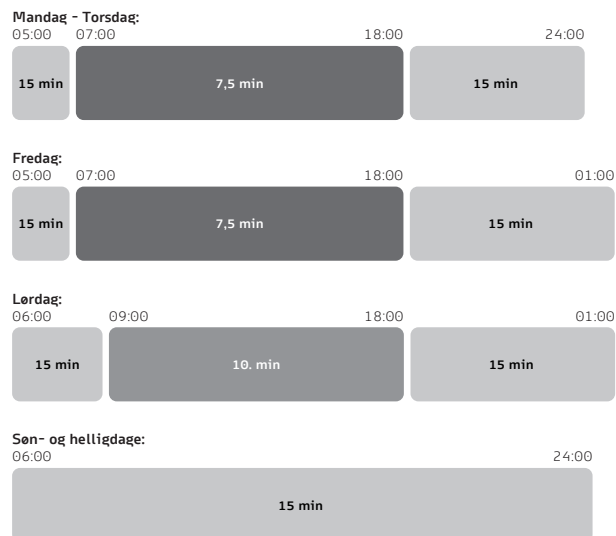 Mandag - Torsdag:
05:00 07:00 18:00 24:00
15 min 7,5 min 15 min
Fredag:
05:00 07:00 18:00 01:00
15 min 7,5 min 15 min
Lørdag:
06:00 09:00 18:00 01:00
15 min 10. min 15 min
Søn- og helligdage:
06:00 24:00
15 min